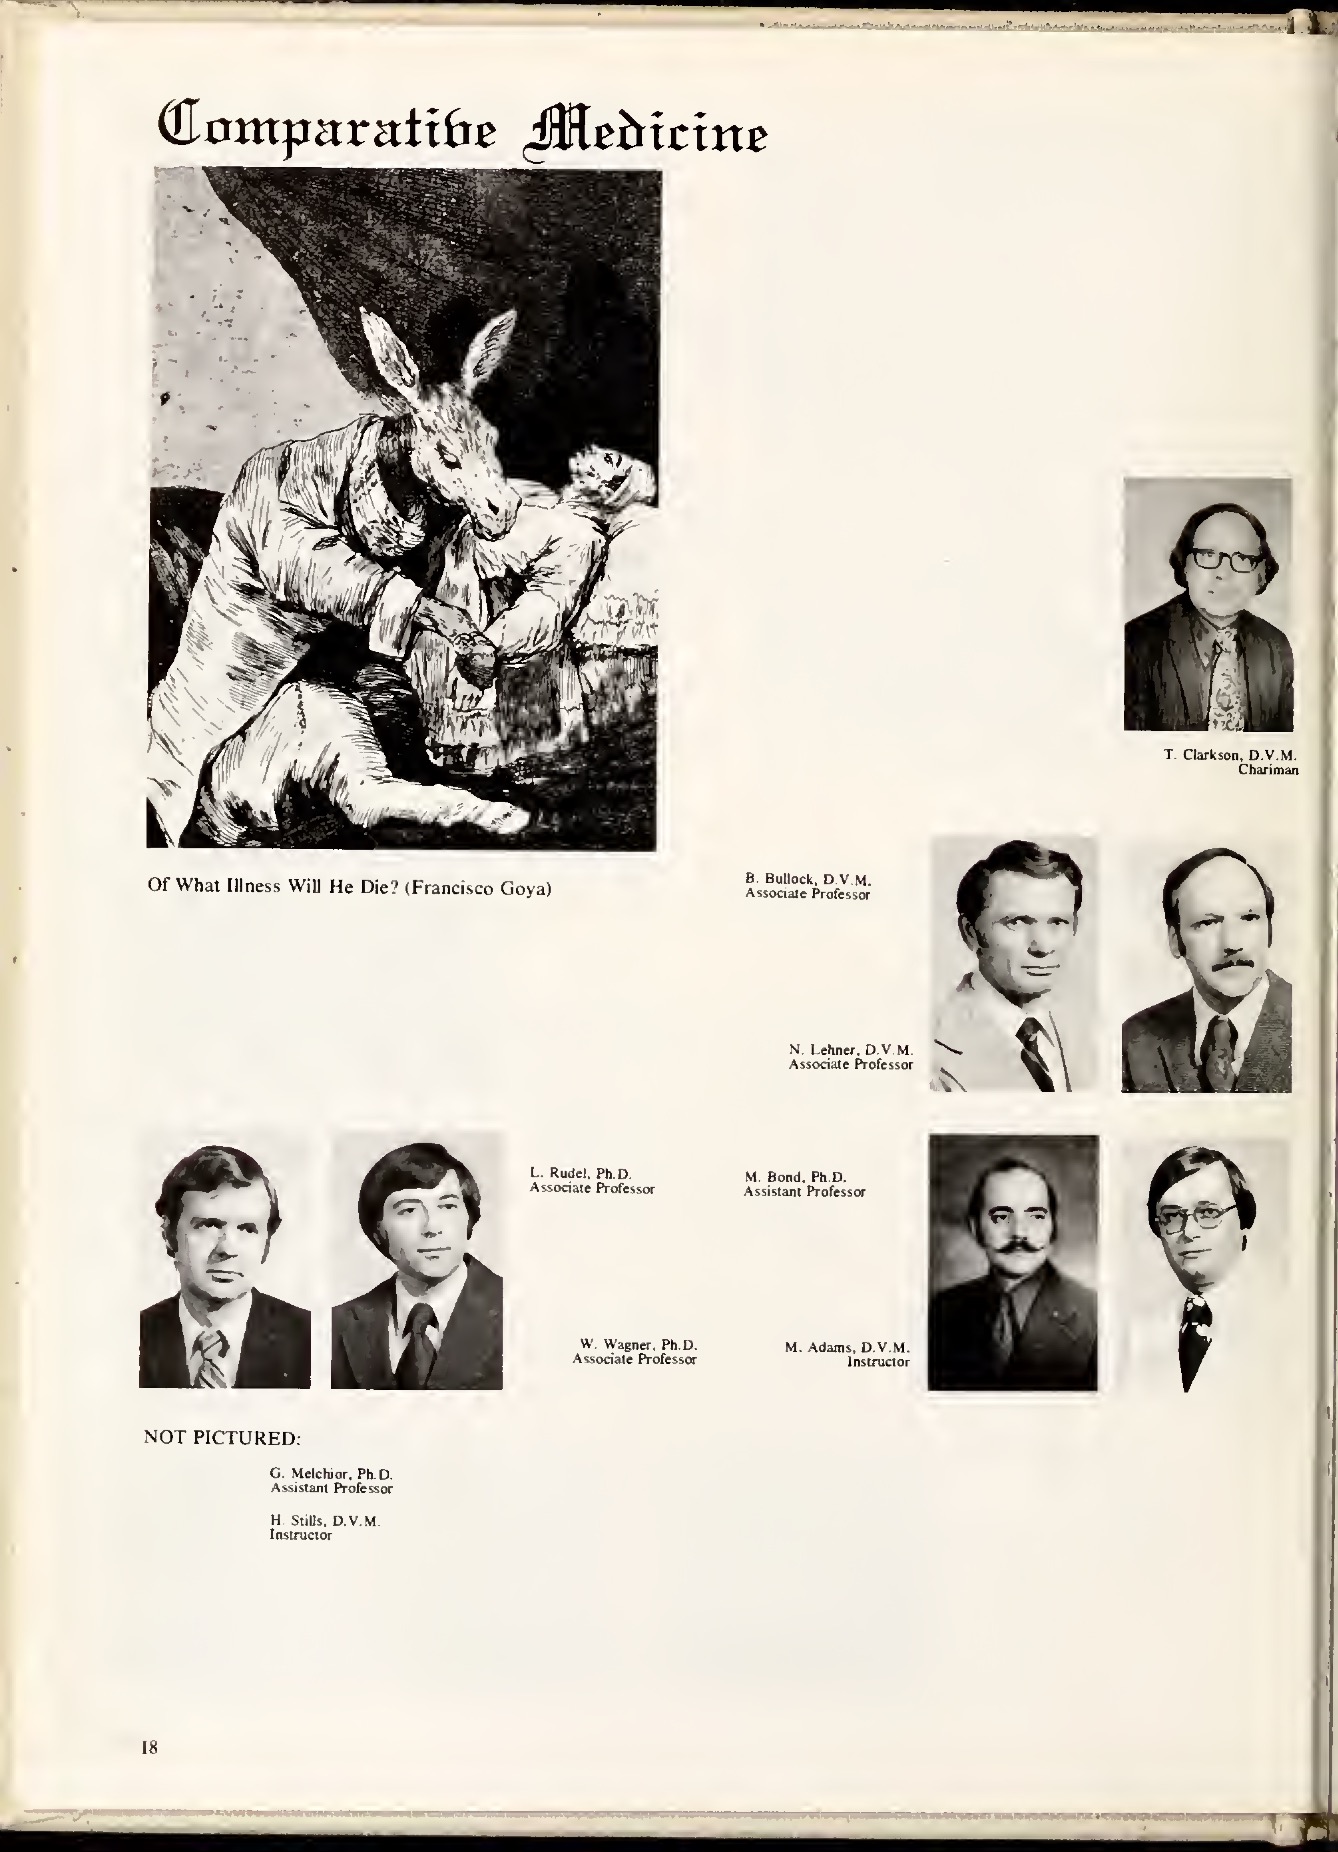 Comparative Medicine
T. Clarkson, D.V.M.
Chariman
Of What Illness Will He Die? (Francisco Goya)
B. Bullock, D.V.M.
Associate Professor
N. Lehner, D.V.M.
Associate Professor
L. Rudel, Ph.D.
Associate Professor
M. Bond, Ph.D.
Assistant Professor
W. Wagner, Ph.D.
Associate Professor
M. Adams, D.V.M.
Instructor
NOT PICTURED:
G. Melchior, Ph.D.
Assistant Professor
H. Stills, D.V.M.
Instructor
18